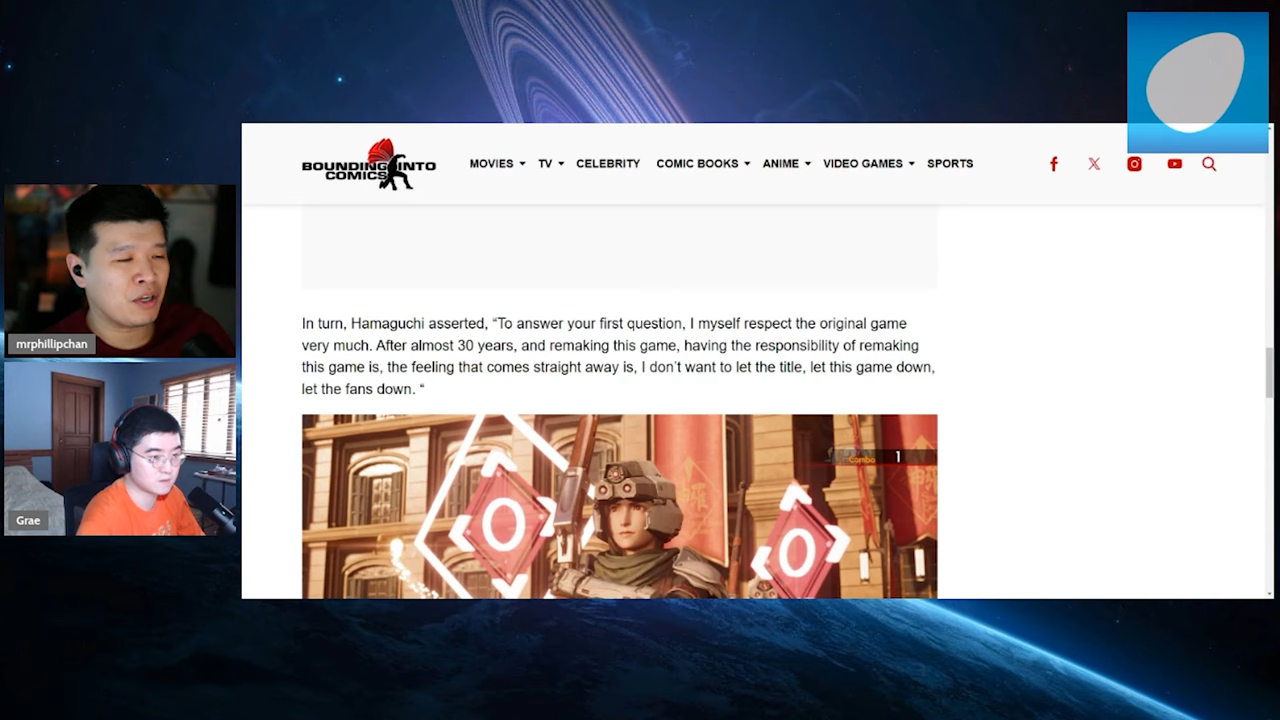 BOUNDING INTO
COMICS
MOVIES TV CELEBRITY COMIC BOOKS ANIME VIDEO GAMES SPORTS
In turn, Hamaguchi asserted, “To answer your first question, I myself respect the original game
very much. After almost 30 years, and remaking this game, having the responsibility of remaking
this game is, the feeling that comes straight away is, I don’t want to let the title, let this game down,
let the fans down. “
Combo
1
mrphillipchan
Grae